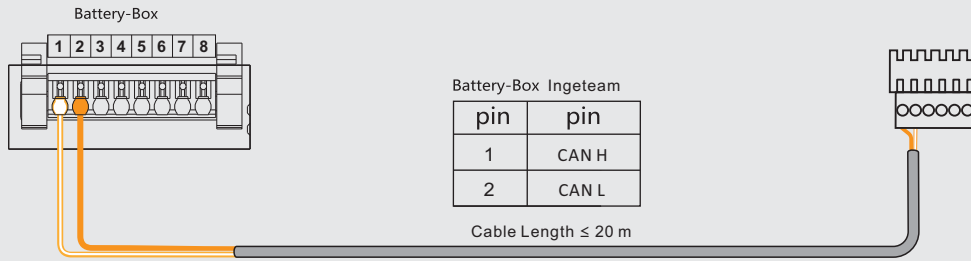 Battery-Box
1 2 3 4 5 6 7 8
Battery-Box Ingeteam
pin pin
1 CAN H
2 CAN L
Cable Length ≤ 20 m